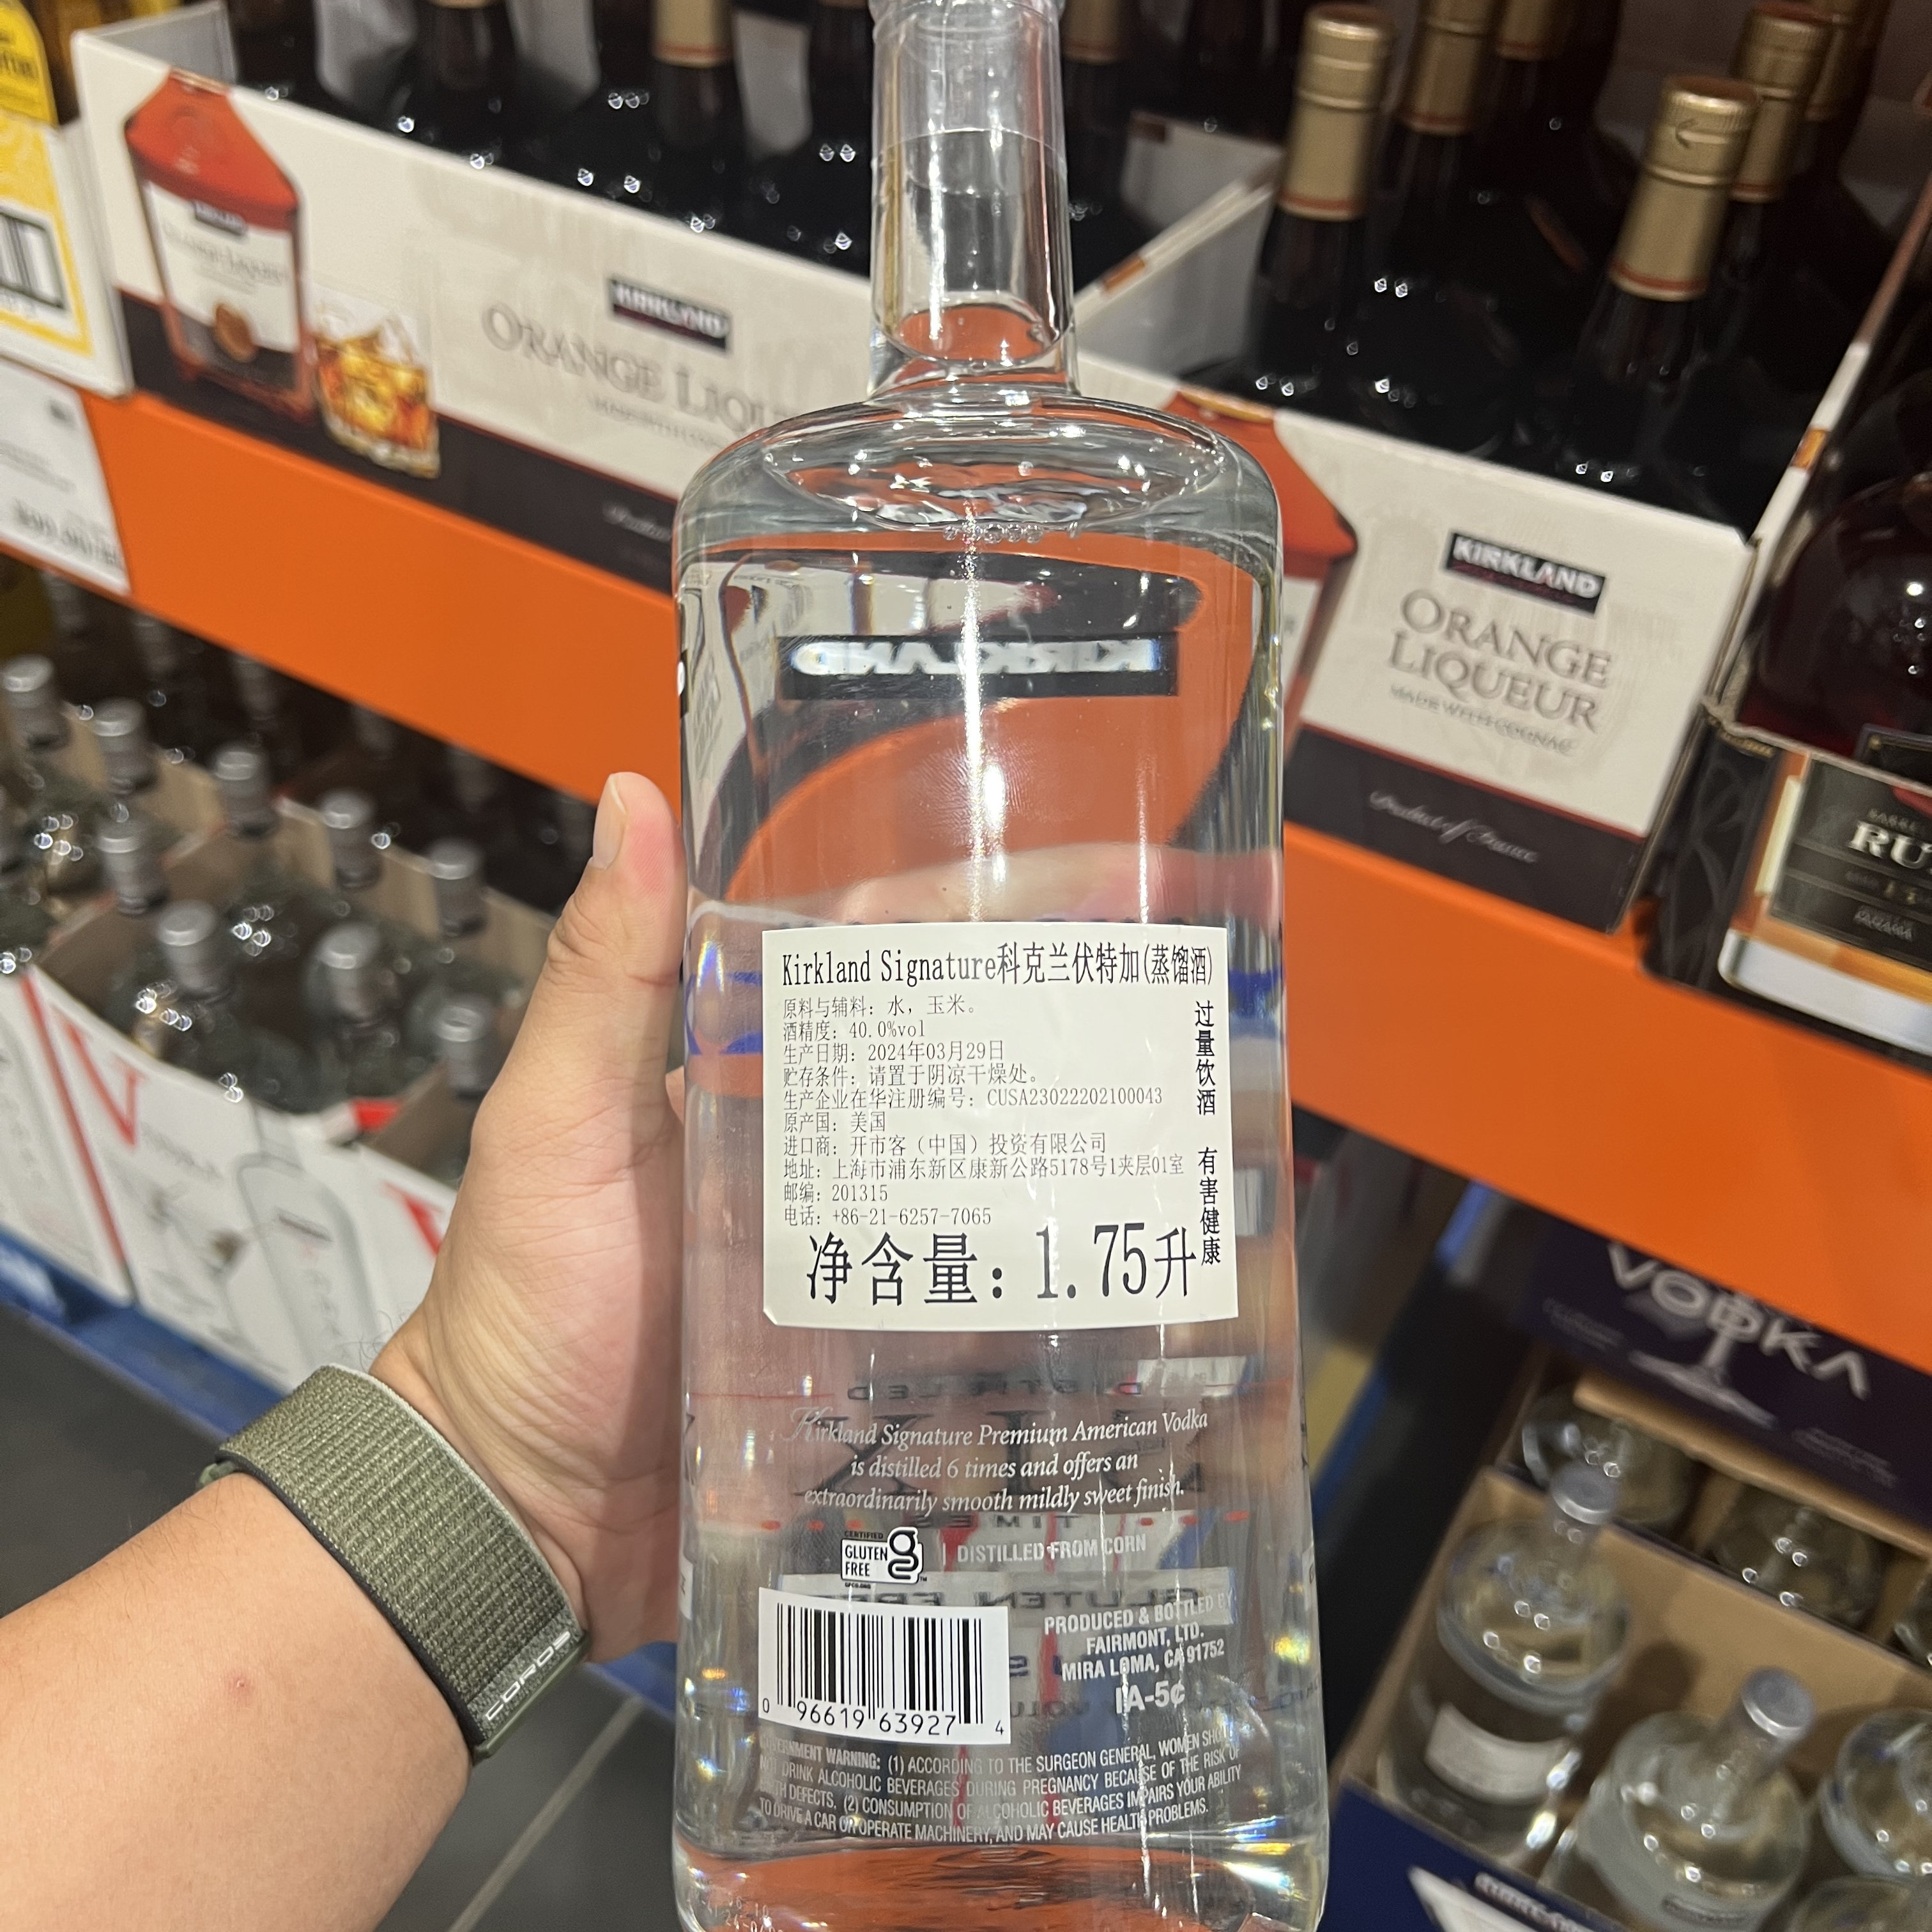 KIRKLAND
ORANGE
KIRKLAND
ORANGE
LIQUEUR
MADE WITH COGNAC
Product of France
KIRKLAND
Kirkland Signature科克兰伏特加(蒸馏酒)
原料与辅料：水，玉米。
酒精度：40.0%vol
生产日期：2024年03月29日
贮存条件：请置于阴凉干燥处。
生产企业在华注册编号：CUSA23022202100043
原产国：美国
进口商：开市客（中国）投资有限公司
地址：上海市浦东新区康新公路5178号1夹层01室
邮编：201315
电话：+86-21-6257-7065
净含量：1.75升
过量饮酒 有害健康
Kirkland Signature Premium American Vodka
is distilled 6 times and offers an
extraordinarily smooth mildly sweet finish.
CERTIFIED
GLUTEN
FREE
DISTILLED FROM CORN
PRODUCED & BOTTLED BY
FAIRMONT, LTD.
MIRA LOMA, CA 91752
IA-5¢
0 96619 63927 4
GOVERNMENT WARNING: (1) ACCORDING TO THE SURGEON GENERAL, WOMEN SHOULD
NOT DRINK ALCOHOLIC BEVERAGES DURING PREGNANCY BECAUSE OF THE RISK OF
BIRTH DEFECTS. (2) CONSUMPTION OF ALCOHOLIC BEVERAGES IMPAIRS YOUR ABILITY
TO DRIVE A CAR OR OPERATE MACHINERY, AND MAY CAUSE HEALTH PROBLEMS.
COROS
VODKA